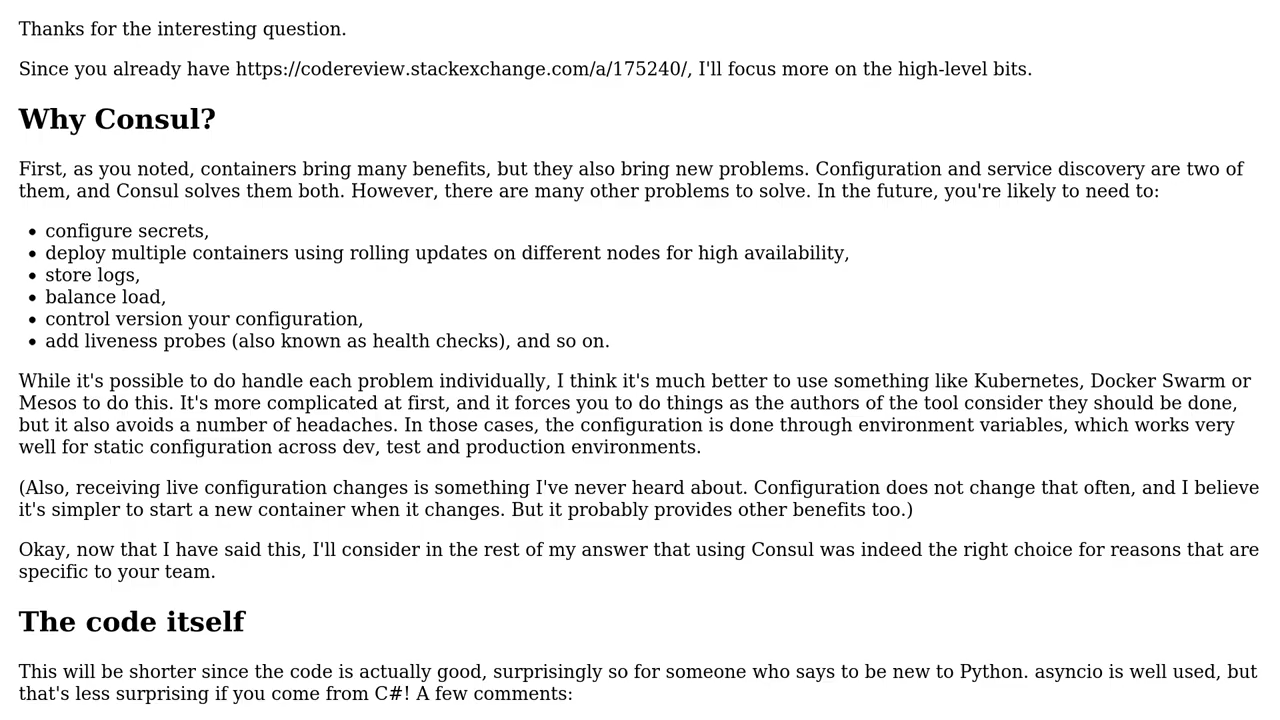 Thanks for the interesting question.
Since you already have https://codereview.stackexchange.com/a/175240/, I'll focus more on the high-level bits.
Why Consul?
First, as you noted, containers bring many benefits, but they also bring new problems. Configuration and service discovery are two of
them, and Consul solves them both. However, there are many other problems to solve. In the future, you're likely to need to:
• configure secrets,
• deploy multiple containers using rolling updates on different nodes for high availability,
• store logs,
• balance load,
• control version your configuration,
• add liveness probes (also known as health checks), and so on.
While it's possible to do handle each problem individually, I think it's much better to use something like Kubernetes, Docker Swarm or
Mesos to do this. It's more complicated at first, and it forces you to do things as the authors of the tool consider they should be done,
but it also avoids a number of headaches. In those cases, the configuration is done through environment variables, which works very
well for static configuration across dev, test and production environments.
(Also, receiving live configuration changes is something I've never heard about. Configuration does not change that often, and I believe
it's simpler to start a new container when it changes. But it probably provides other benefits too.)
Okay, now that I have said this, I'll consider in the rest of my answer that using Consul was indeed the right choice for reasons that are
specific to your team.
The code itself
This will be shorter since the code is actually good, surprisingly so for someone who says to be new to Python. asyncio is well used, but
that's less surprising if you come from C#! A few comments: